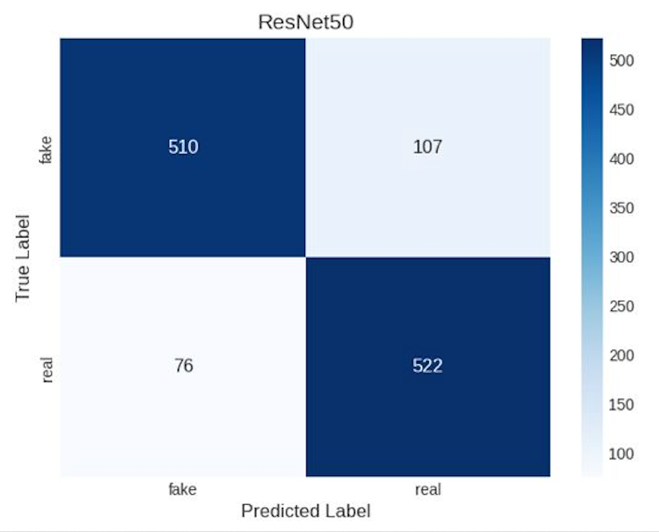 ResNet50
fake
510
107
real
76
522
True Label
fake
real
Predicted Label
500
450
400
350
300
250
200
150
100